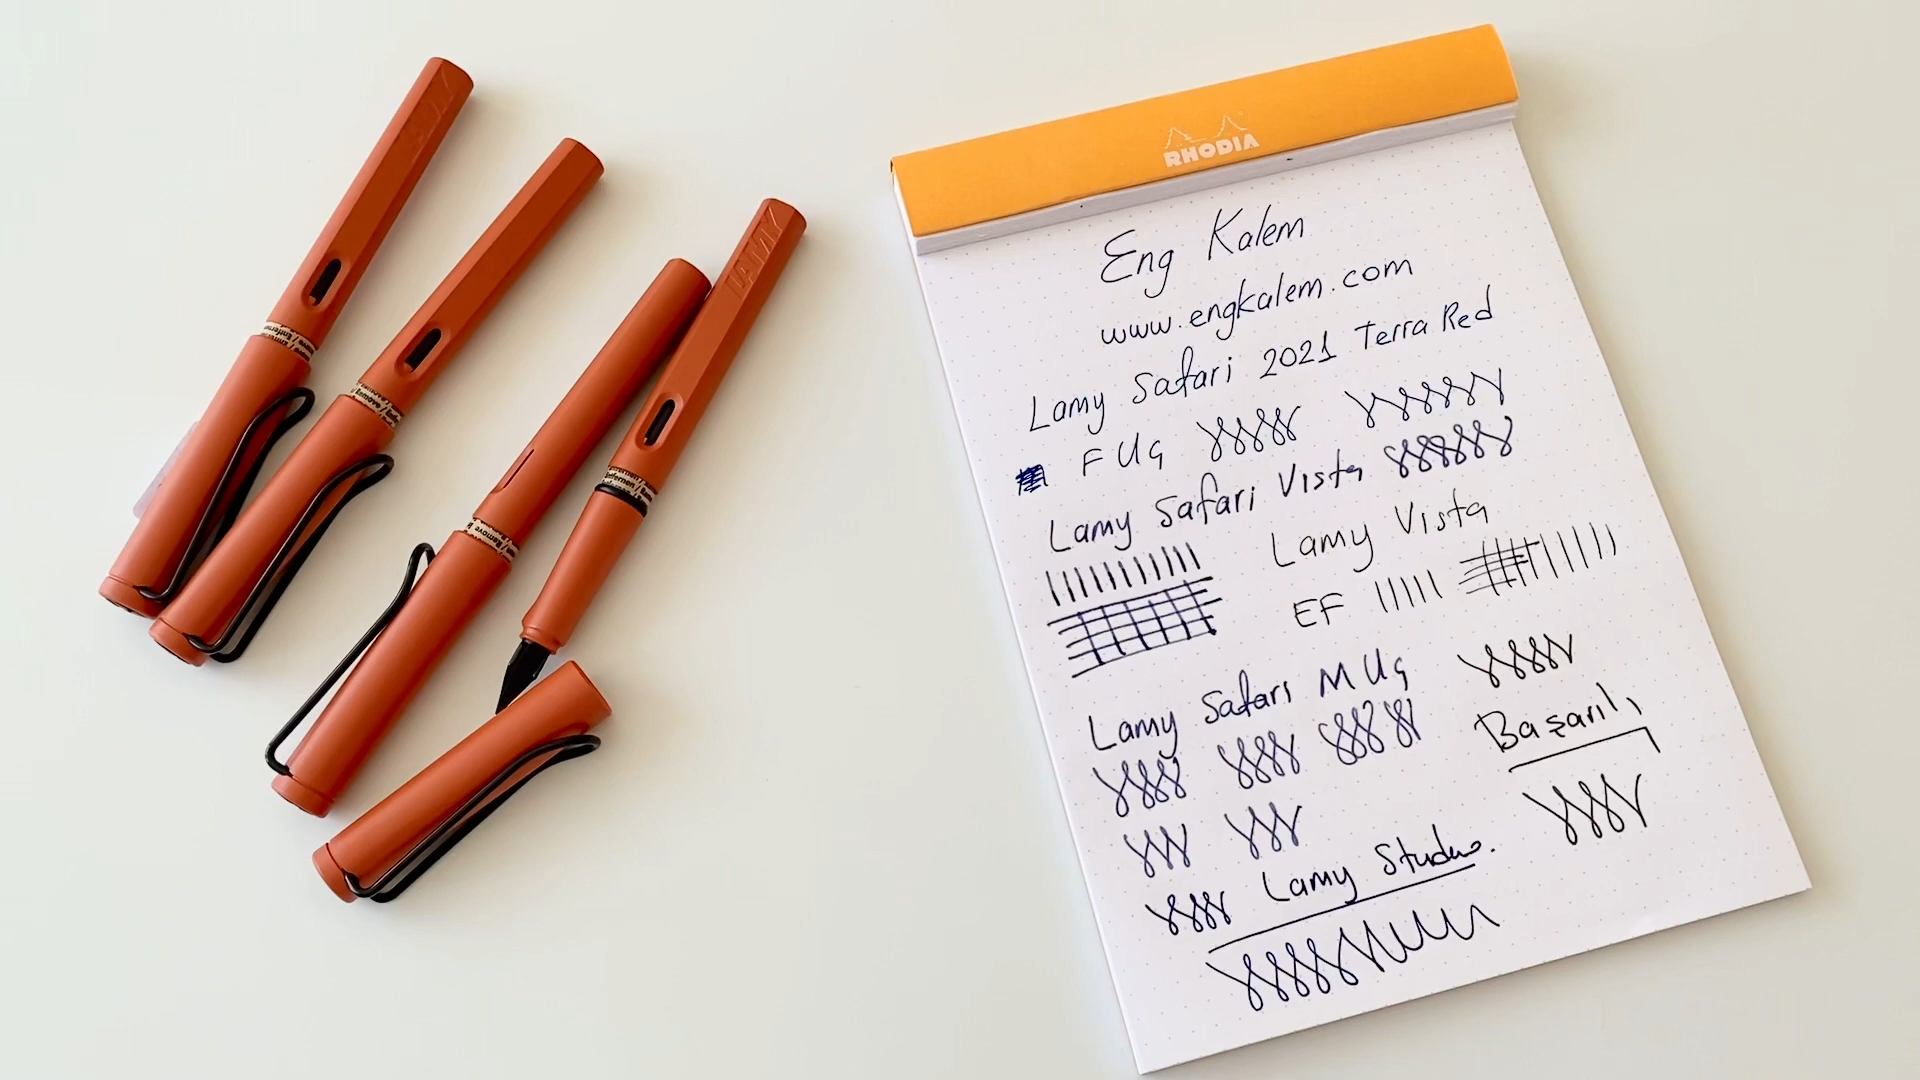 RHODIA
Eng Kalem
www.engkalem.com
Lamy Safari 2021 Terra Red
F Uç
Lamy Safari Vista
Lamy Vista
EF
Lamy Safari M Uç
Başarılı
Lamy Studio.
LAMY